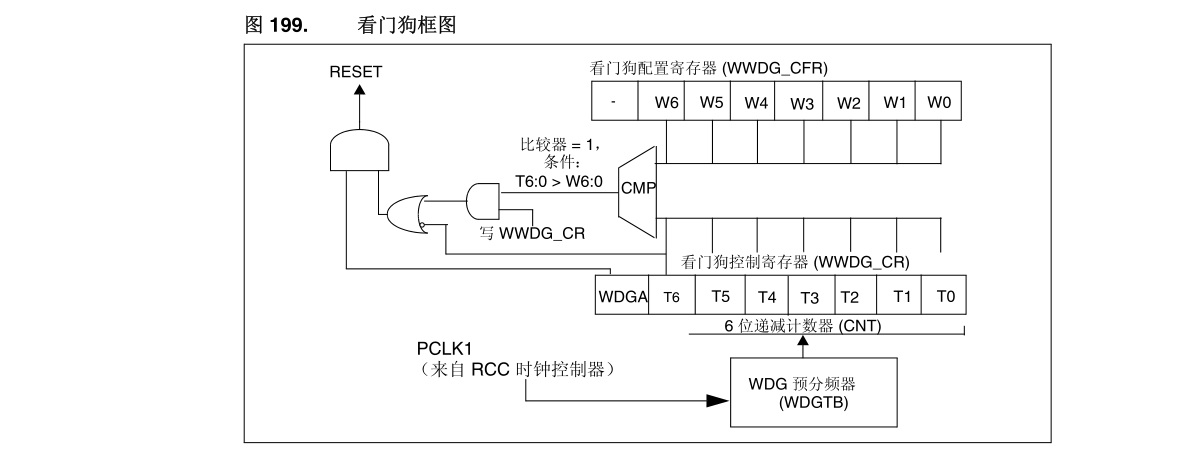 图 199. 看门狗框图
RESET
看门狗配置寄存器 (WWDG_CFR)
- W6 W5 W4 W3 W2 W1 W0
比较器 = 1，
条件：
T6:0 > W6:0
CMP
写 WWDG_CR
看门狗控制寄存器 (WWDG_CR)
WDGA T6 T5 T4 T3 T2 T1 T0
6 位递减计数器 (CNT)
PCLK1
（来自 RCC 时钟控制器）
WDG 预分频器
(WDGTB)